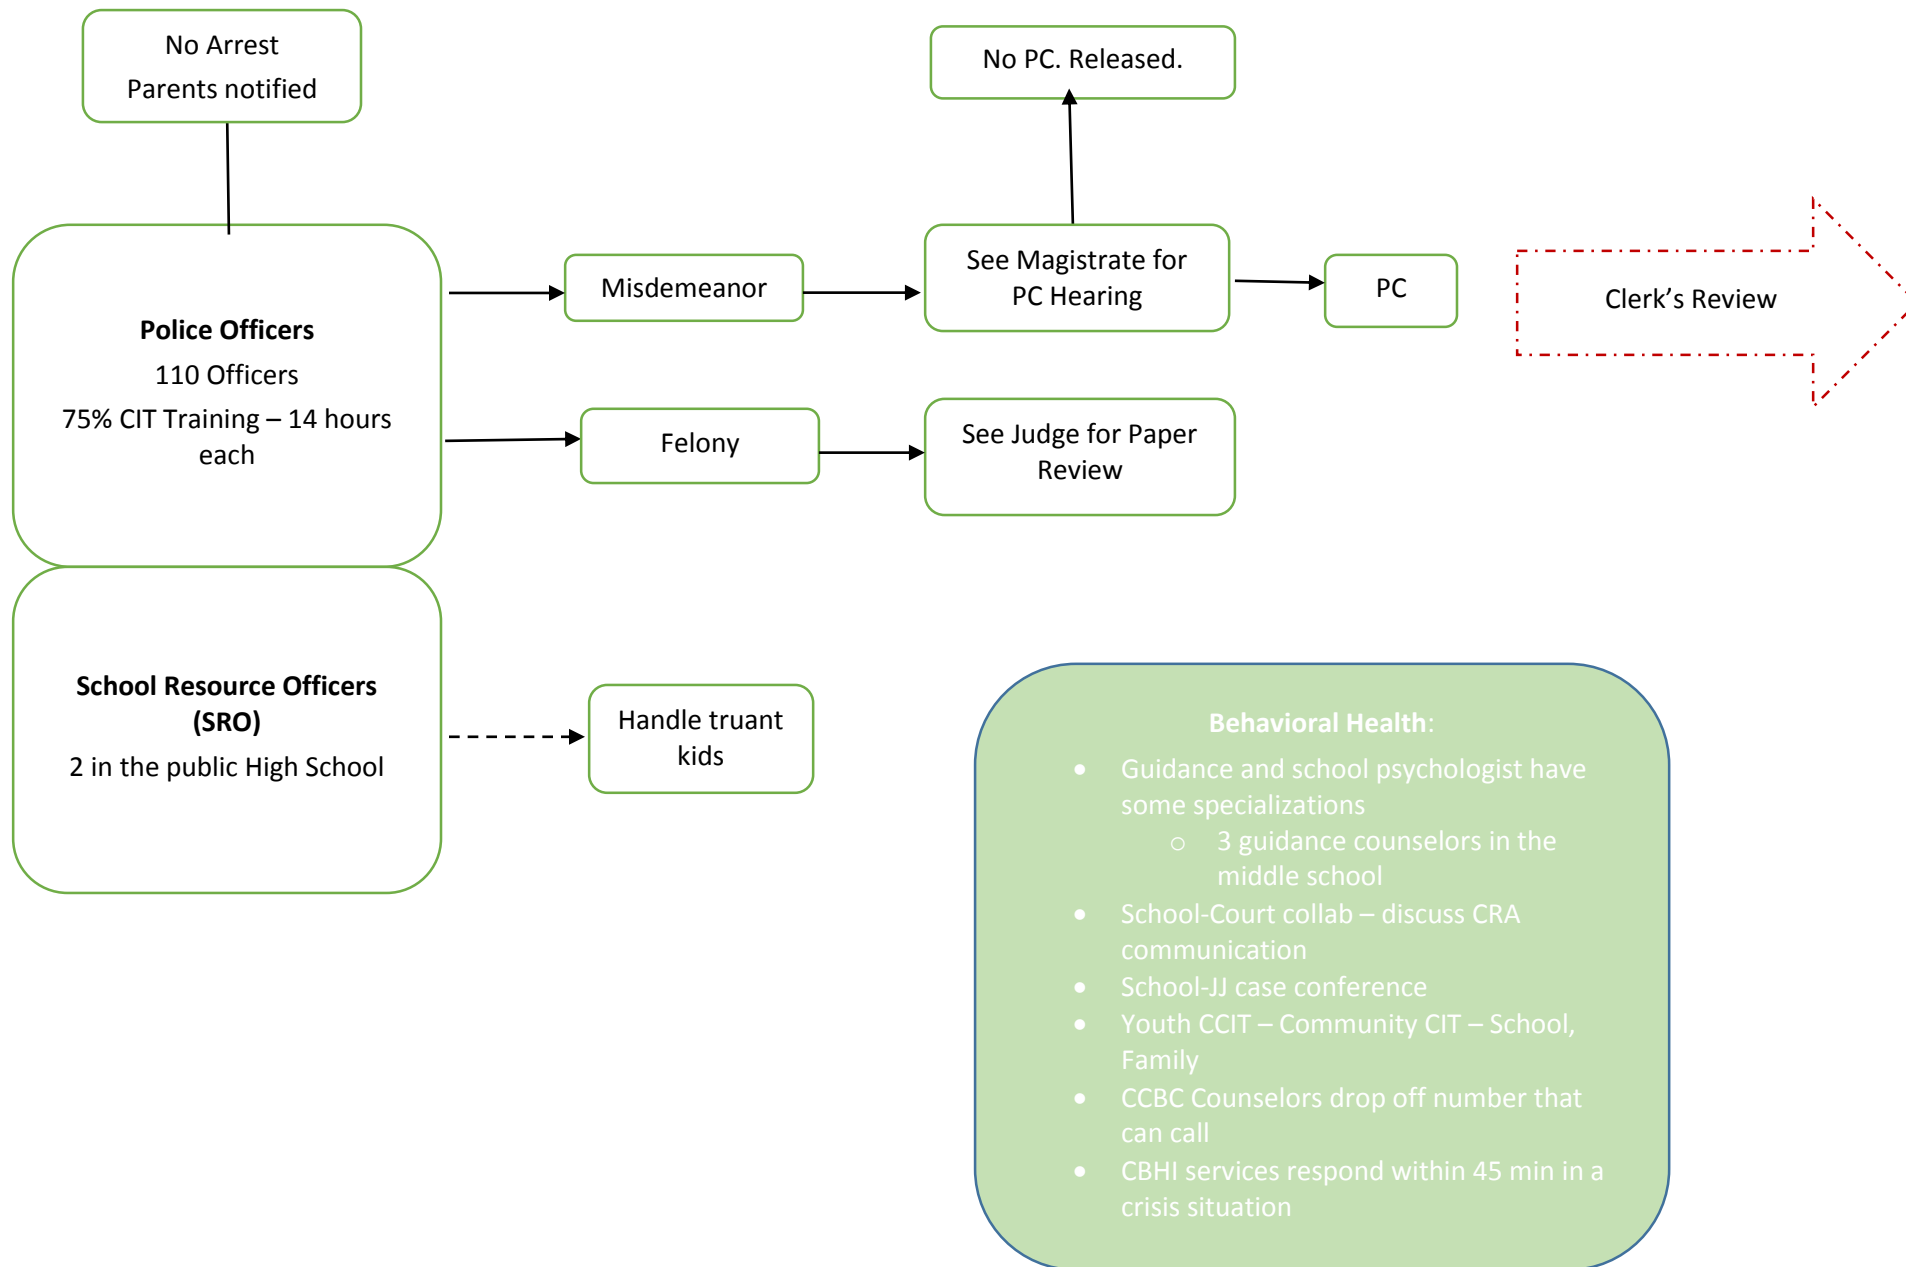 No Arrest
Parents notified
No PC. Released.
Police Officers
110 Officers
75% CIT Training – 14 hours
each
Misdemeanor
See Magistrate for
PC Hearing
PC
Clerk’s Review
Felony
See Judge for Paper
Review
School Resource Officers
(SRO)
2 in the public High School
Handle truant
kids
Behavioral Health:
• Guidance and school psychologist have
some specializations
o 3 guidance counselors in the
middle school
• School-Court collab – discuss CRA
communication
• School-JJ case conference
• Youth CCIT – Community CIT – School,
Family
• CCBC Counselors drop off number that
can call
• CBHI services respond within 45 min in a
crisis situation